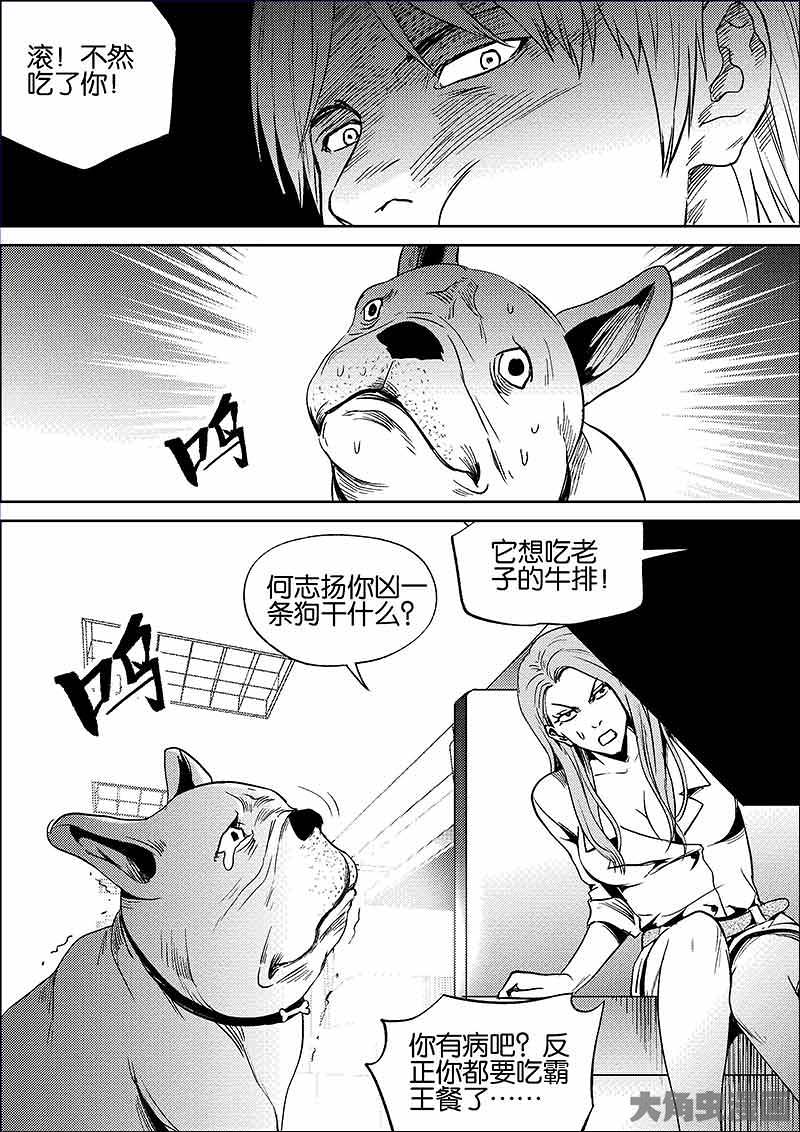 滚！不然
吃了你！
呜
它想吃老
子的牛排！
何志扬你凶一
条狗干什么？
呜
你有病吧？反
正你都要吃霸
王餐了……
大角虫漫画